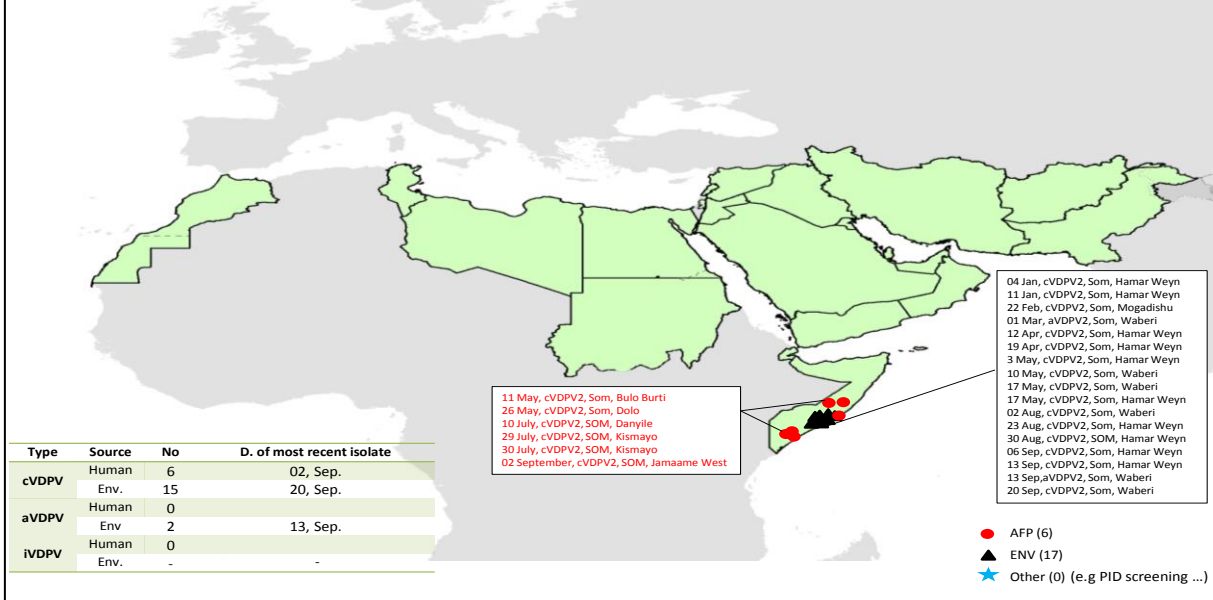 04 Jan, cVDPV2, Som, Hamar Weyn
11 Jan, cVDPV2, Som, Hamar Weyn
22 Feb, cVDPV2, Som, Mogadishu
01 Mar, aVDPV2, Som, Waberi
12 Apr, cVDPV2, Som, Hamar Weyn
19 Apr, cVDPV2, Som, Hamar Weyn
3 May, cVDPV2, Som, Hamar Weyn
10 May, cVDPV2, Som, Waberi
17 May, cVDPV2, Som, Waberi
17 May, cVDPV2, Som, Hamar Weyn
02 Aug, cVDPV2, Som, Waberi
23 Aug, cVDPV2, Som, Hamar Weyn
30 Aug, cVDPV2, SOM, Hamar Weyn
06 Sep, cVDPV2, Som, Hamar Weyn
13 Sep, cVDPV2, Som, Hamar Weyn
13 Sep,aVDPV2, Som, Waberi
20 Sep, cVDPV2, Som, Waberi
11 May, cVDPV2, Som, Bulo Burti
26 May, cVDPV2, Som, Dolo
10 July, cVDPV2, SOM, Danyile
29 July, cVDPV2, SOM, Kismayo
30 July, cVDPV2, SOM, Kismayo
02 September, cVDPV2, SOM, Jamaame West
Type Source No D. of most recent isolate
cVDPV Human 6 02, Sep.
Env. 15 20, Sep.
aVDPV Human 0
Env 2 13, Sep.
iVDPV Human 0
Env. - -
AFP (6)
ENV (17)
Other (0) (e.g PID screening ...)